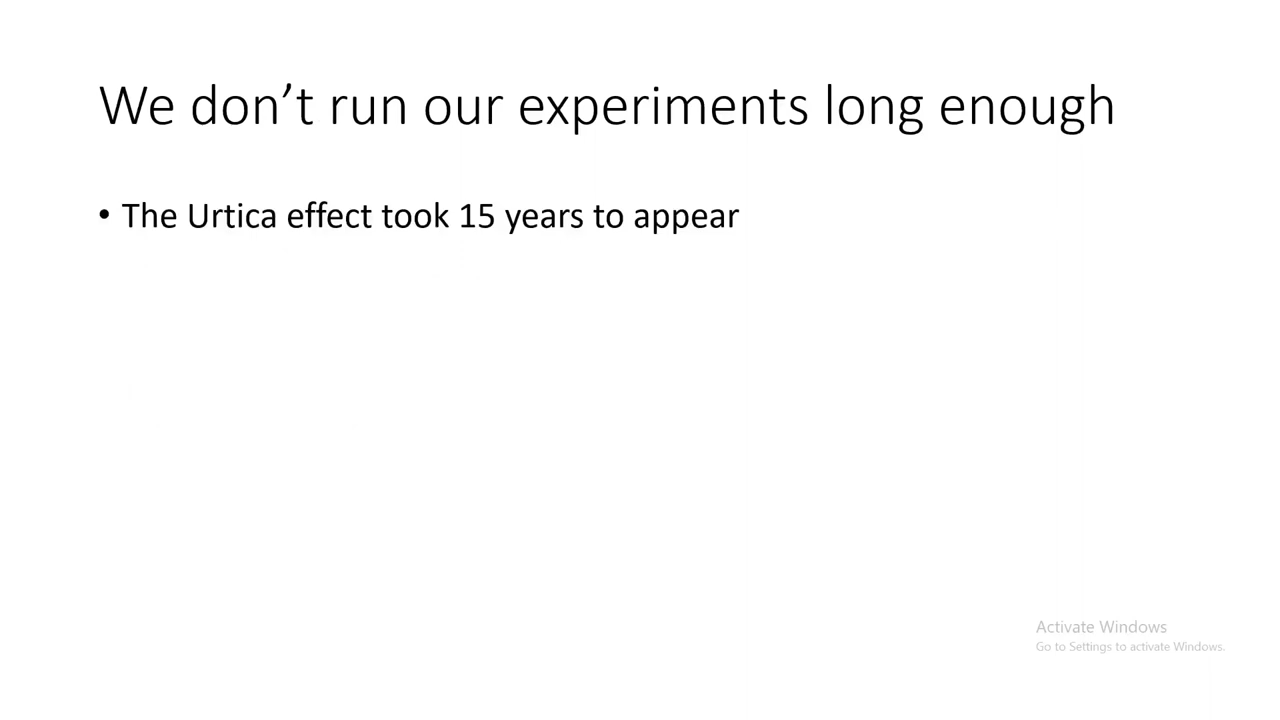 We don’t run our experiments long enough
• The Urtica effect took 15 years to appear
Activate Windows
Go to Settings to activate Windows.